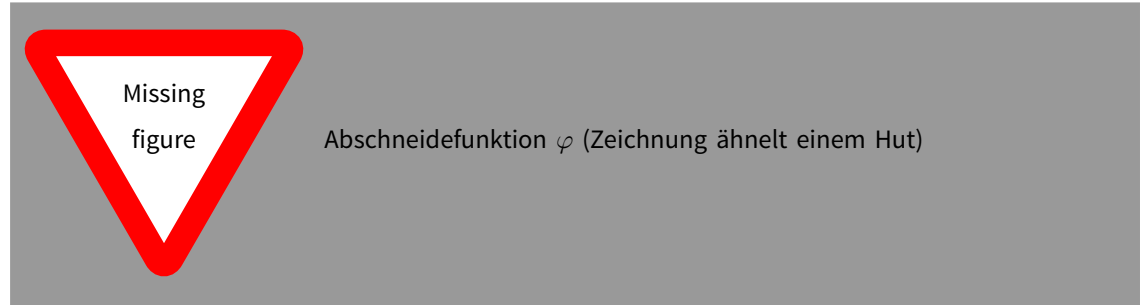 Missing
figure
Abschneidefunktion φ (Zeichnung ähnelt einem Hut)